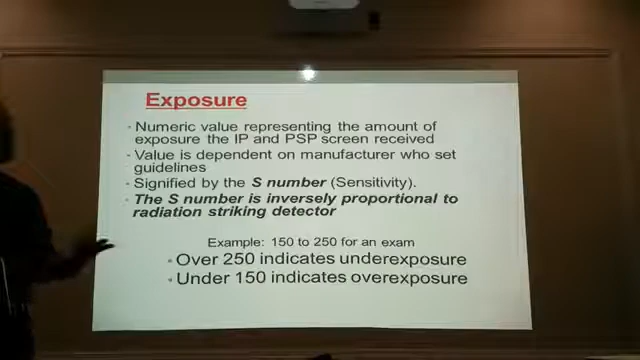 Exposure
- Numeric value representing the amount of
exposure the IP and PSP screen received
- Value is dependent on manufacturer who set
guidelines
- Signified by the S number (Sensitivity).
- The S number is inversely proportional to
radiation striking detector
Example: 150 to 250 for an exam
• Over 250 indicates underexposure
• Under 150 indicates overexposure